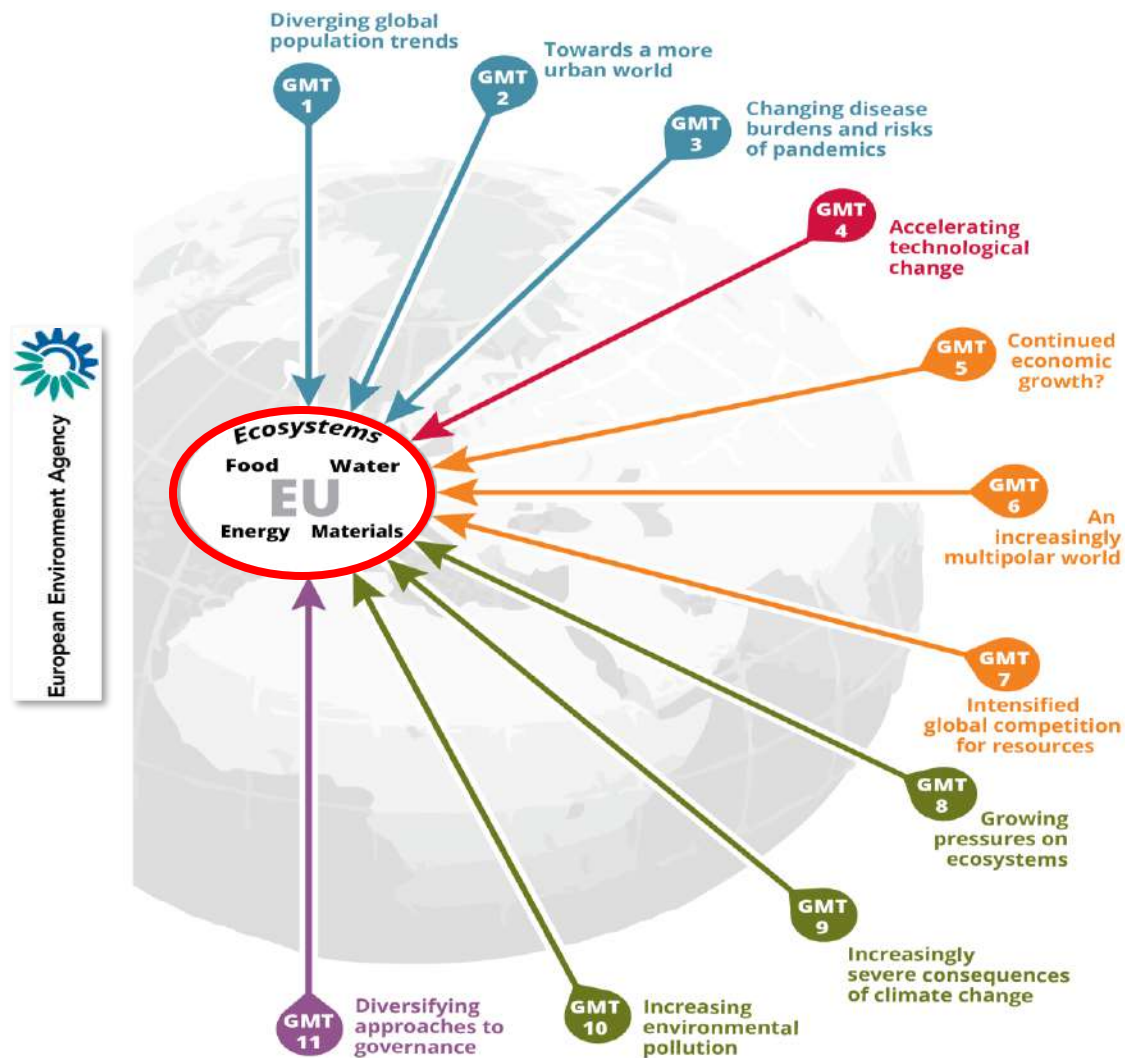 Diverging global
population trends
GMT
1
Towards a more
urban world
GMT
2
Changing disease
burdens and risks
of pandemics
GMT
3
GMT
4
Accelerating
technological
change
Continued
economic
growth?
GMT
5
GMT
6
An
increasingly
multipolar world
GMT
7
Intensified
global competition
for resources
GMT
8
Growing
pressures on
ecosystems
GMT
9
Increasingly
severe consequences
of climate change
GMT
10
Increasing
environmental
pollution
GMT
11
Diversifying
approaches to
governance
Ecosystems
Food Water
EU
Energy Materials
European Environment Agency